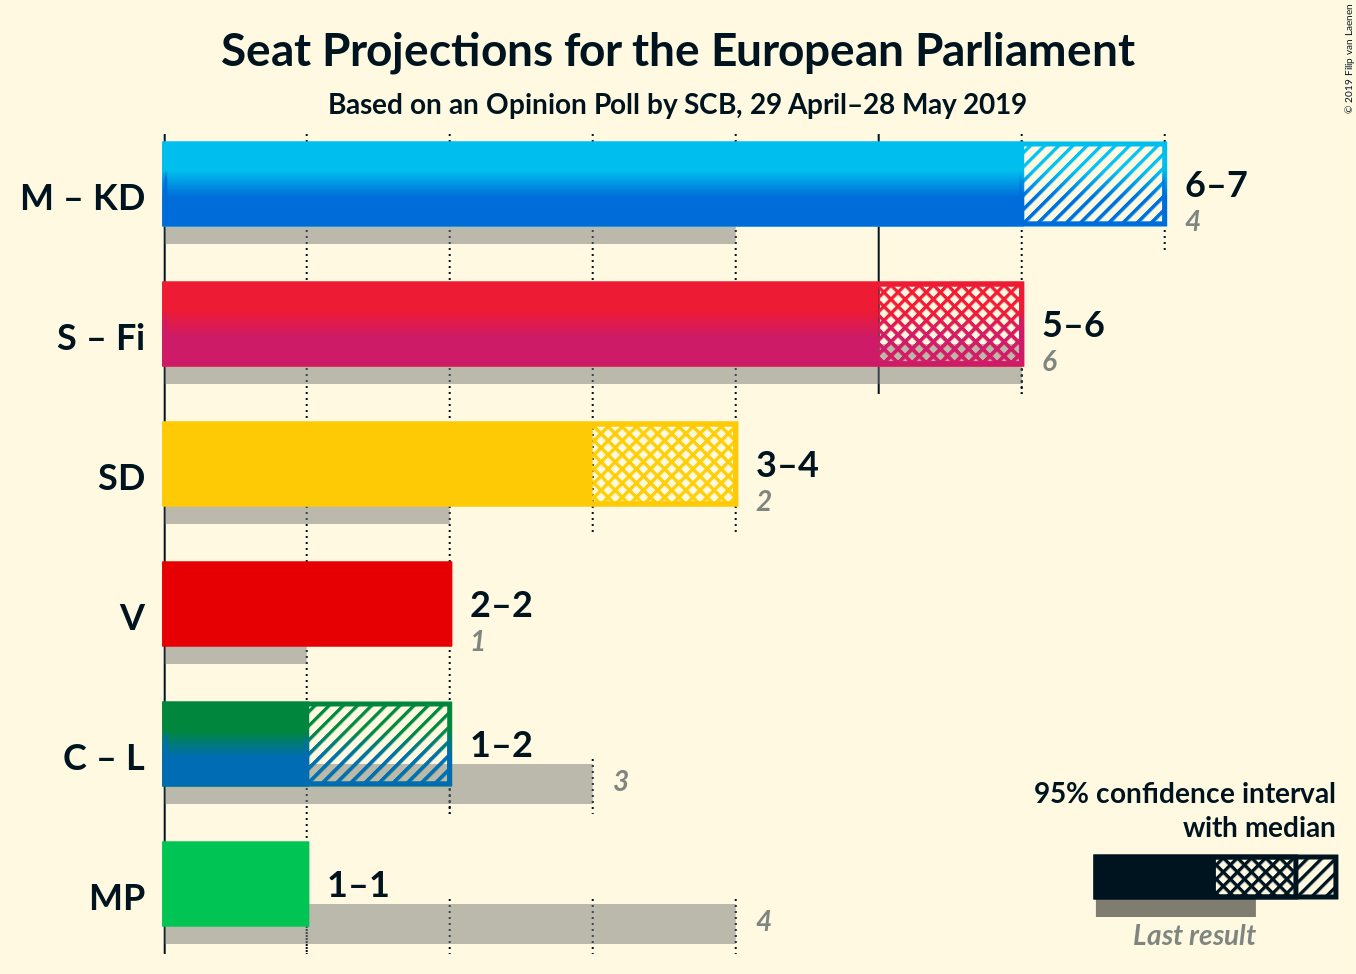 Seat Projections for the European Parliament
Based on an Opinion Poll by SCB, 29 April–28 May 2019
© 2019 Filip van Laenen
M – KD
6–7
4
S – Fi
5–6
6
SD
3–4
2
V
2–2
1
C – L
1–2
3
MP
1–1
4
95% confidence interval
with median
Last result